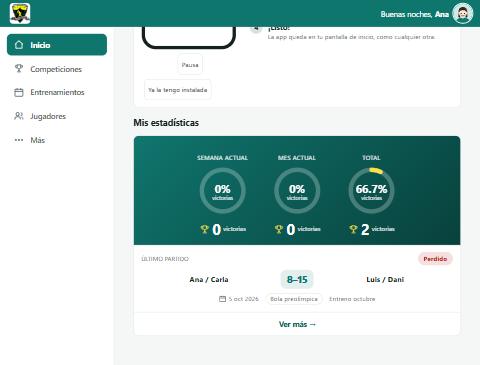 Buenas noches, Ana
Inicio
Competiciones
Entrenamientos
Jugadores
Más
4
¡Listo!
La app queda en tu pantalla de inicio, como cualquier otra.
Pausa
Ya la tengo instalada
Mis estadísticas
SEMANA ACTUAL
MES ACTUAL
TOTAL
0%
victorias
0%
victorias
66.7%
victorias
0 victorias
0 victorias
2 victorias
ÚLTIMO PARTIDO
Perdido
Ana / Carla
8–15
Luis / Dani
5 oct 2026
Bola preolímpica
Entreno octubre
Ver más →